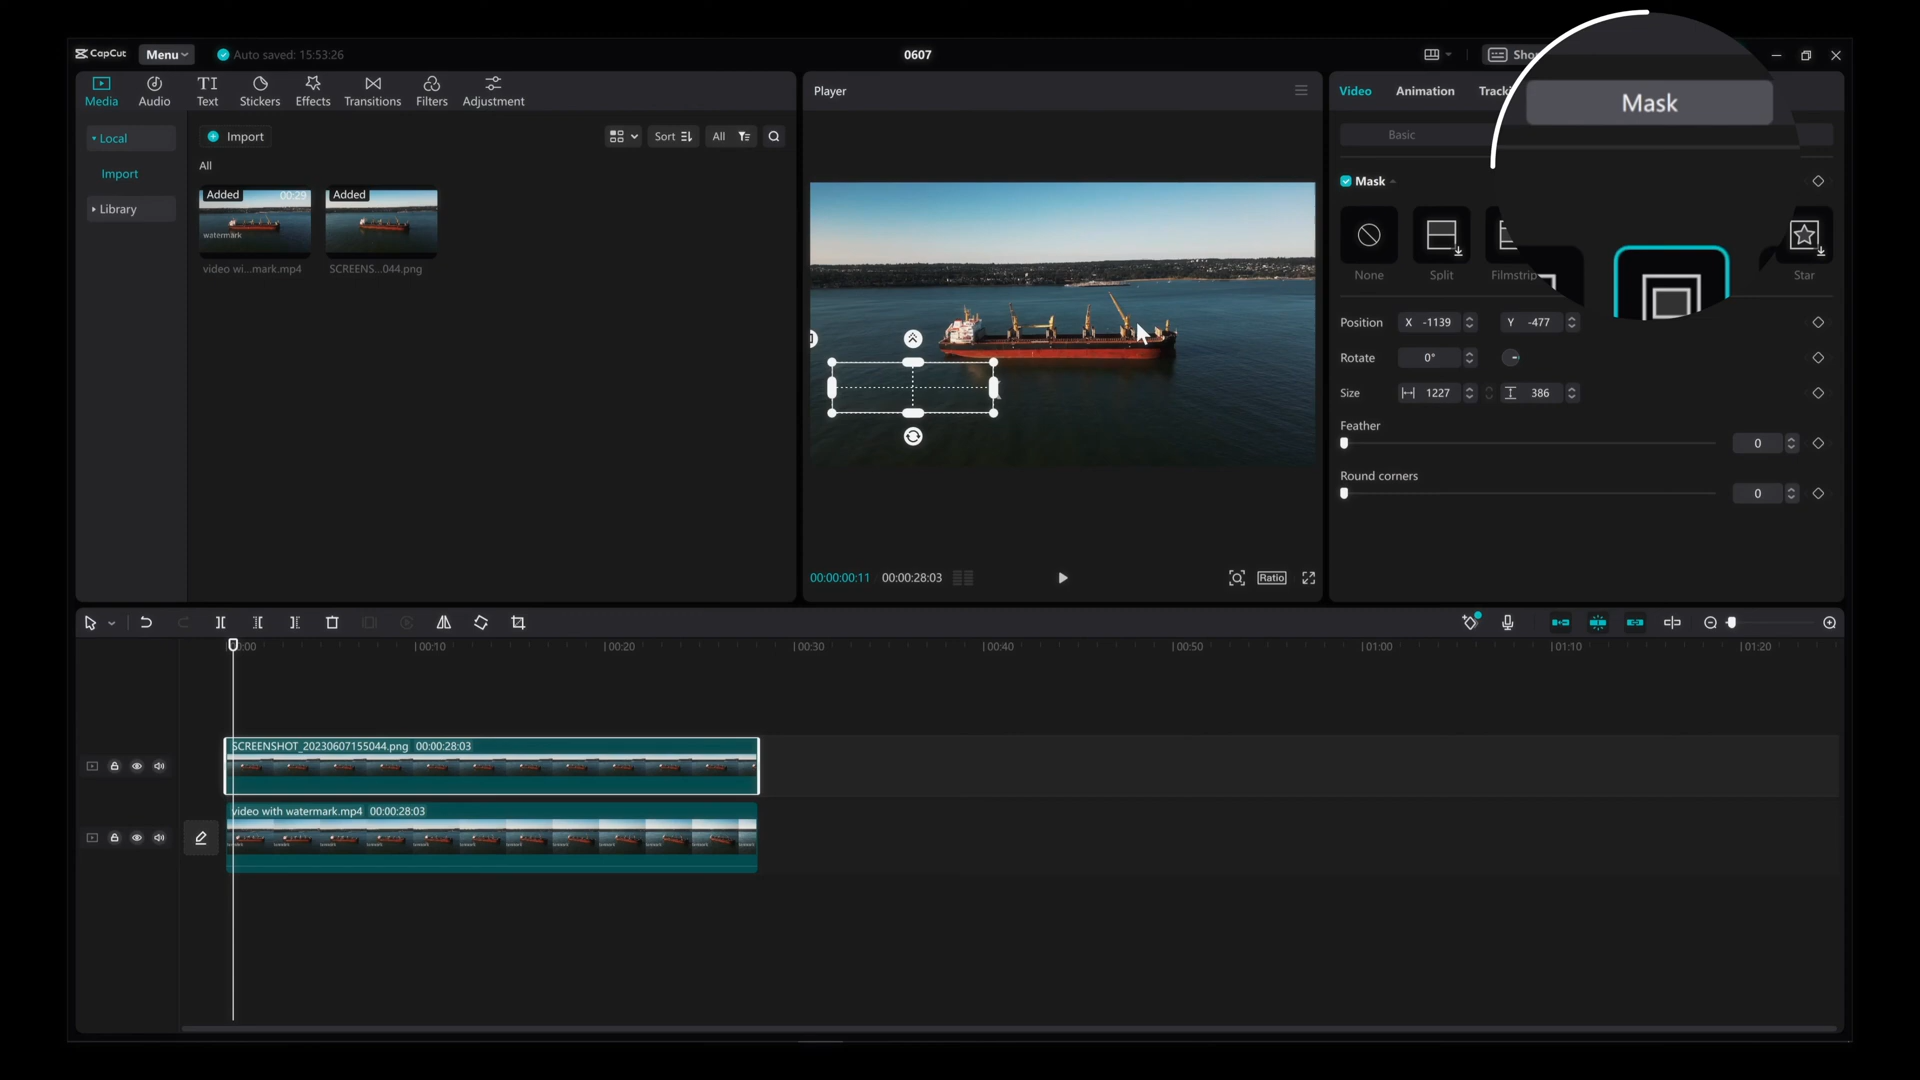 CapCut Menu Auto saved: 15:53:26
0607
Media Audio Text Stickers Effects Transitions Filters Adjustment
Player
Video Animation
Mask
Local
Import
Sort All
Basic
All
Import
Mask
Library
Added 00:29
watermark
Added
video wi...mark.mp4 SCREENS...044.png
None Split Filmstrip Star
Position X -1139 Y -477
Rotate 0°
Size 1227 386
Feather
0
Round corners
0
00:00:00:11 00:00:28:03
Ratio
00:10 00:20 00:30 00:40 00:50 01:00 01:10 01:20
SCREENSHOT_20230607155044.png 00:00:28:03
video with watermark.mp4 00:00:28:03